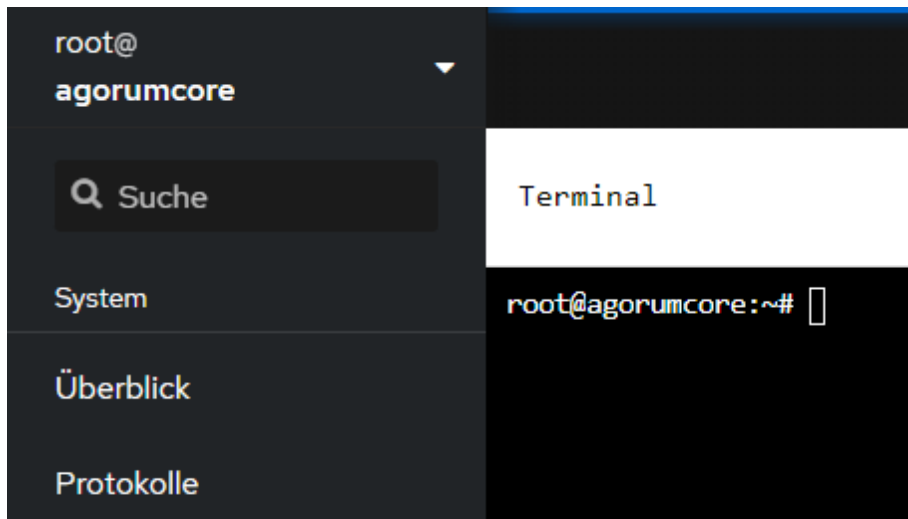 root@
agorumcore
Suche
System
Überblick
Protokolle
Terminal
root@agorumcore:~#